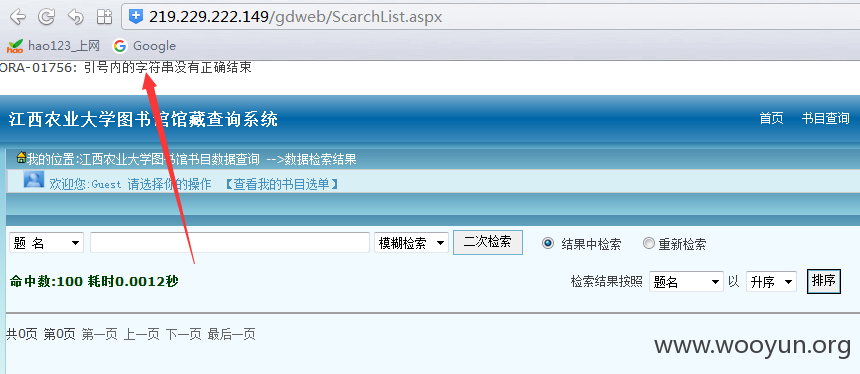 219.229.222.149/gdweb/ScarchList.aspx
hao123_上网 Google
ORA-01756: 引号内的字符串没有正确结束
江西农业大学图书馆馆藏查询系统 首页 书目查询
我的位置:江西农业大学图书馆书目数据查询 -->数据检索结果
欢迎您:Guest 请选择你的操作 【查看我的书目选单】
题 名 模糊检索 二次检索 结果中检索 重新检索
命中数:100 耗时0.0012秒 检索结果按照 题名 以 升序 排序
共0页 第0页 第一页 上一页 下一页 最后一页
www.wooyun.org